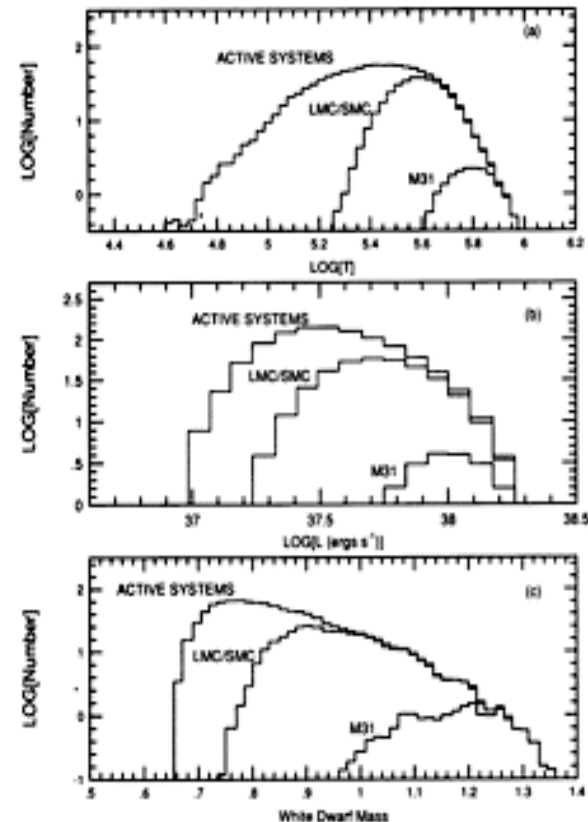 (a)
ACTIVE SYSTEMS
LMC/SMC
M31
LOG[Number]
2
1
0
4.4 4.6 4.8 5 5.2 5.4 5.6 5.8 6 6.2
LOG[T]
(b)
ACTIVE SYSTEMS
LMC/SMC
M31
LOG[Number]
2.5
2
1.5
1
.5
0
37 37.5 38 38.5
LOG[L (ergs s⁻¹)]
(c)
ACTIVE SYSTEMS
LMC/SMC
M31
LOG[Number]
2
1
0
-1
.5 .6 .7 .8 .9 1 1.1 1.2 1.3 1.4
White Dwarf Mass